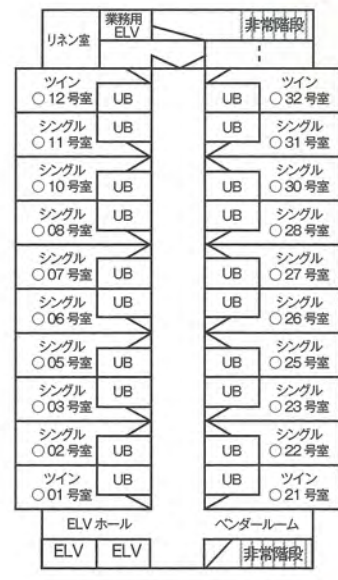 リネン室
業務用
ELV
非常階段
ツイン
○12号室
UB
UB
ツイン
○32号室
シングル
○11号室
UB
UB
シングル
○31号室
シングル
○10号室
UB
UB
シングル
○30号室
シングル
○08号室
UB
UB
シングル
○28号室
シングル
○07号室
UB
UB
シングル
○27号室
シングル
○06号室
UB
UB
シングル
○26号室
シングル
○05号室
UB
UB
シングル
○25号室
シングル
○03号室
UB
UB
シングル
○23号室
シングル
○02号室
UB
UB
シングル
○22号室
ツイン
○01号室
UB
UB
ツイン
○21号室
ELVホール
ベンダールーム
ELV
ELV
非常階段